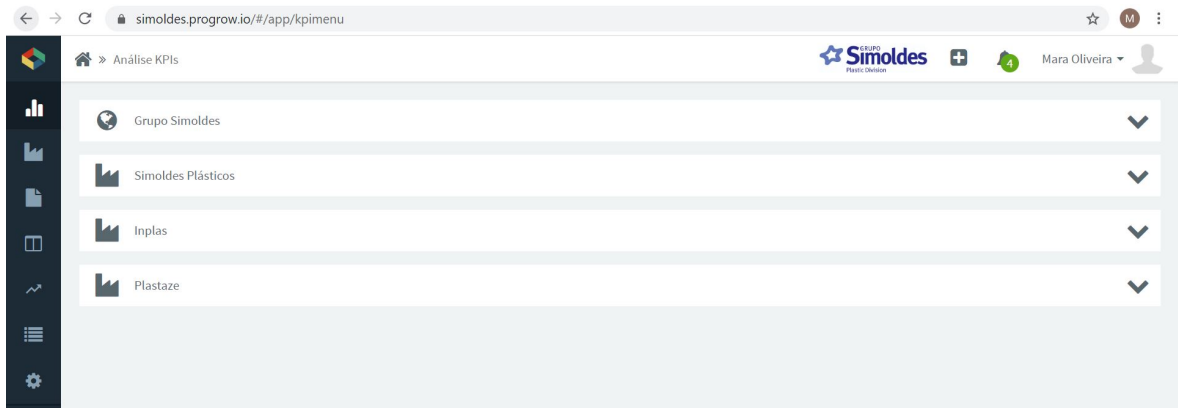 simoldes.progrow.io/#/app/kpimenu
M
» Análise KPIs
GRUPO
Simoldes
Plastic Division
4
Mara Oliveira
Grupo Simoldes
Simoldes Plásticos
Inplas
Plastaze